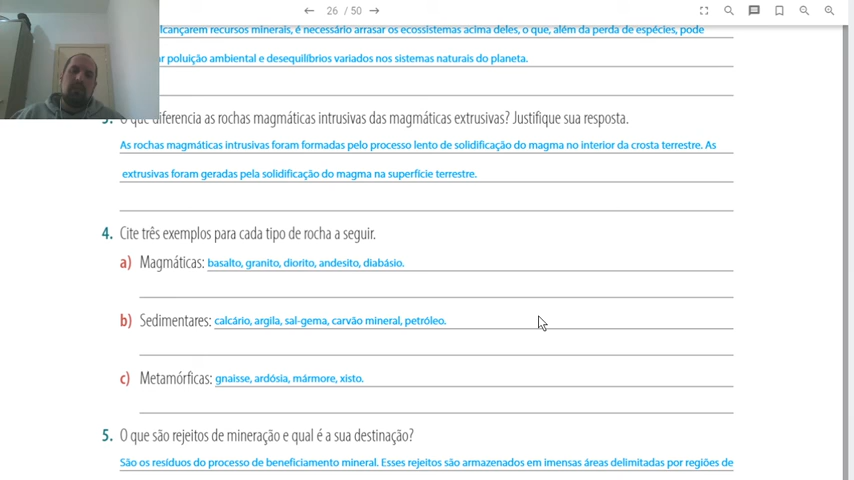 26 / 50
lcançarem recursos minerais, é necessário arrasar os ecossistemas acima deles, o que, além da perda de espécies, pode
ar poluição ambiental e desequilíbrios variados nos sistemas naturais do planeta.
3. O que diferencia as rochas magmáticas intrusivas das magmáticas extrusivas? Justifique sua resposta.
As rochas magmáticas intrusivas foram formadas pelo processo lento de solidificação do magma no interior da crosta terrestre. As
extrusivas foram geradas pela solidificação do magma na superfície terrestre.
4. Cite três exemplos para cada tipo de rocha a seguir.
a) Magmáticas: basalto, granito, diorito, andesito, diabásio.
b) Sedimentares: calcário, argila, sal-gema, carvão mineral, petróleo.
c) Metamórficas: gnaisse, ardósia, mármore, xisto.
5. O que são rejeitos de mineração e qual é a sua destinação?
São os resíduos do processo de beneficiamento mineral. Esses rejeitos são armazenados em imensas áreas delimitadas por regiões de